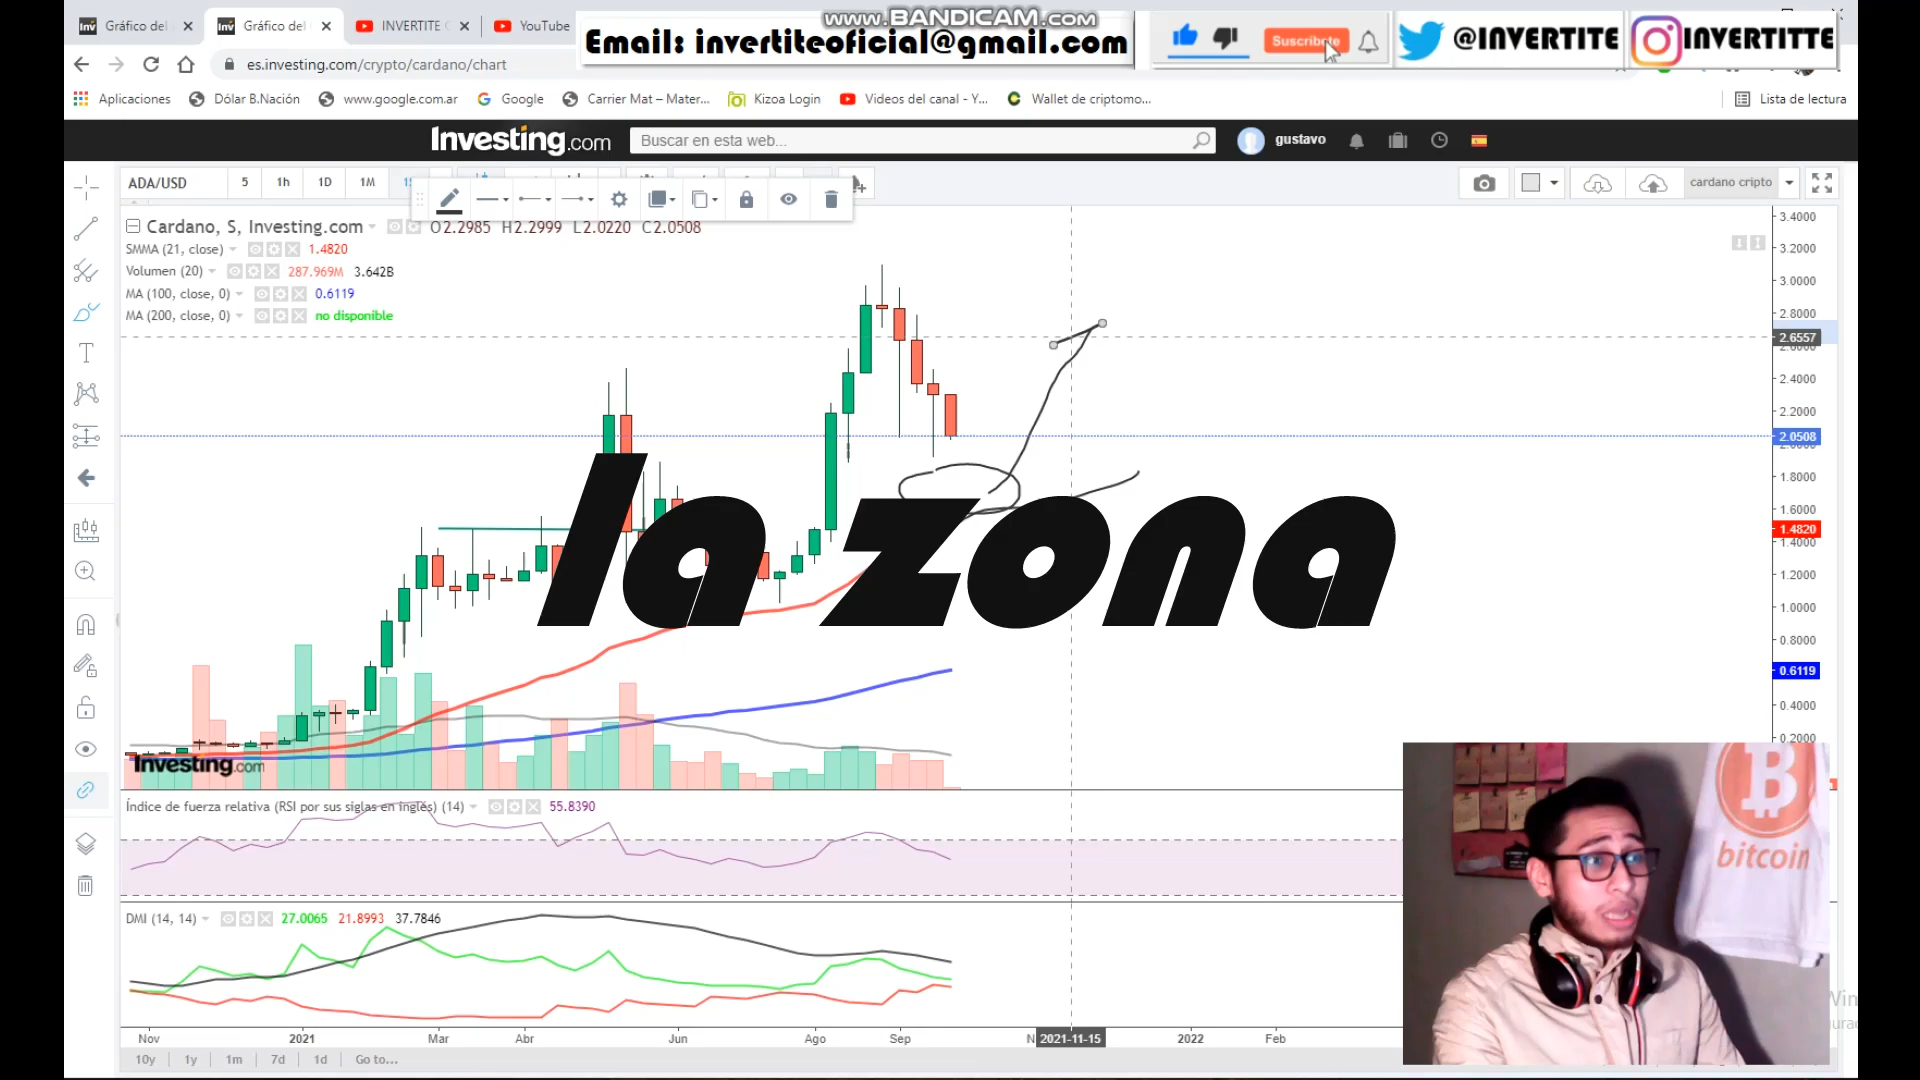 www.BANDICAM.com
Gráfico del
Gráfico del
INVERTITE
YouTube
Email: invertiteoficial@gmail.com
Suscribete
@INVERTITE
INVERTITTE
es.investing.com/crypto/cardano/chart
Aplicaciones
Dólar B.Nación
www.google.com.ar
Google
Carrier Mat – Mater...
Kizoa Login
Videos del canal - Y...
Wallet de criptomo...
Lista de lectura
Investing.com
Buscar en esta web...
gustavo
ADA/USD
5
1h
1D
1M
cardano cripto
Cardano, S, Investing.com
O2.2985 H2.2999 L2.0220 C2.0508
SMMA (21, close)
1.4820
Volumen (20)
287.969M 3.642B
MA (100, close, 0)
0.6119
MA (200, close, 0)
no disponible
3.4000
3.2000
3.0000
2.8000
2.6557
2.4000
2.2000
2.0508
1.8000
1.6000
1.4820
1.4000
1.2000
1.0000
0.8000
0.6119
0.4000
0.2000
la zona
Investing.com
Índice de fuerza relativa (RSI por sus siglas en inglés) (14)
55.8390
DMI (14, 14)
27.0065 21.8993 37.7846
bitcoin
Nov
2021
Mar
Abr
Jun
Ago
Sep
2021-11-15
2022
Feb
10y
1y
1m
7d
1d
Go to...